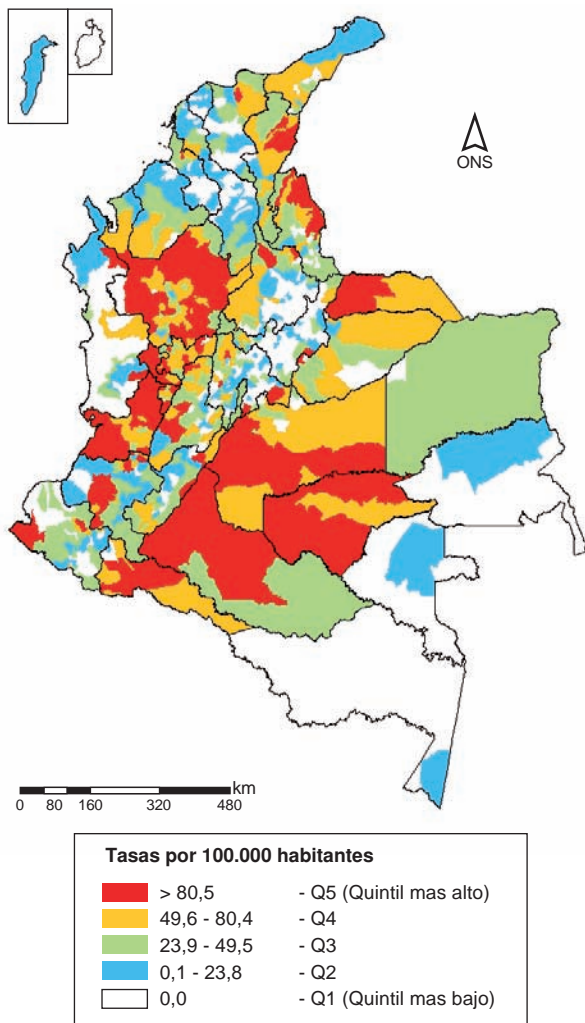 ONS
km
0 80 160 320 480
Tasas por 100.000 habitantes
> 80,5 - Q5 (Quintil mas alto)
49,6 - 80,4 - Q4
23,9 - 49,5 - Q3
0,1 - 23,8 - Q2
0,0 - Q1 (Quintil mas bajo)